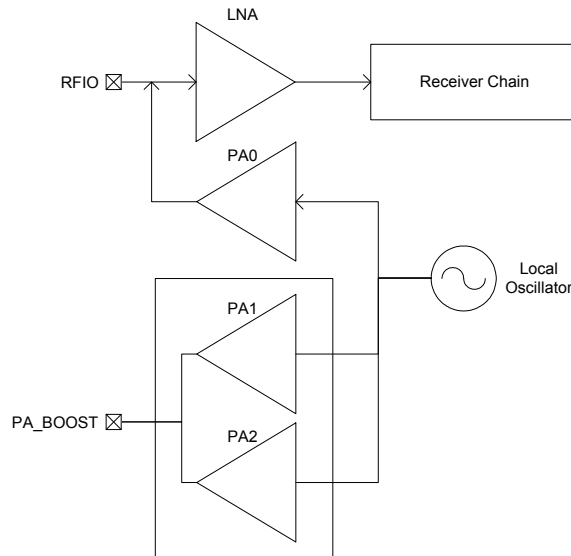 LNA
RFIO
Receiver Chain
PA0
Local
Oscillator
PA1
PA_BOOST
PA2